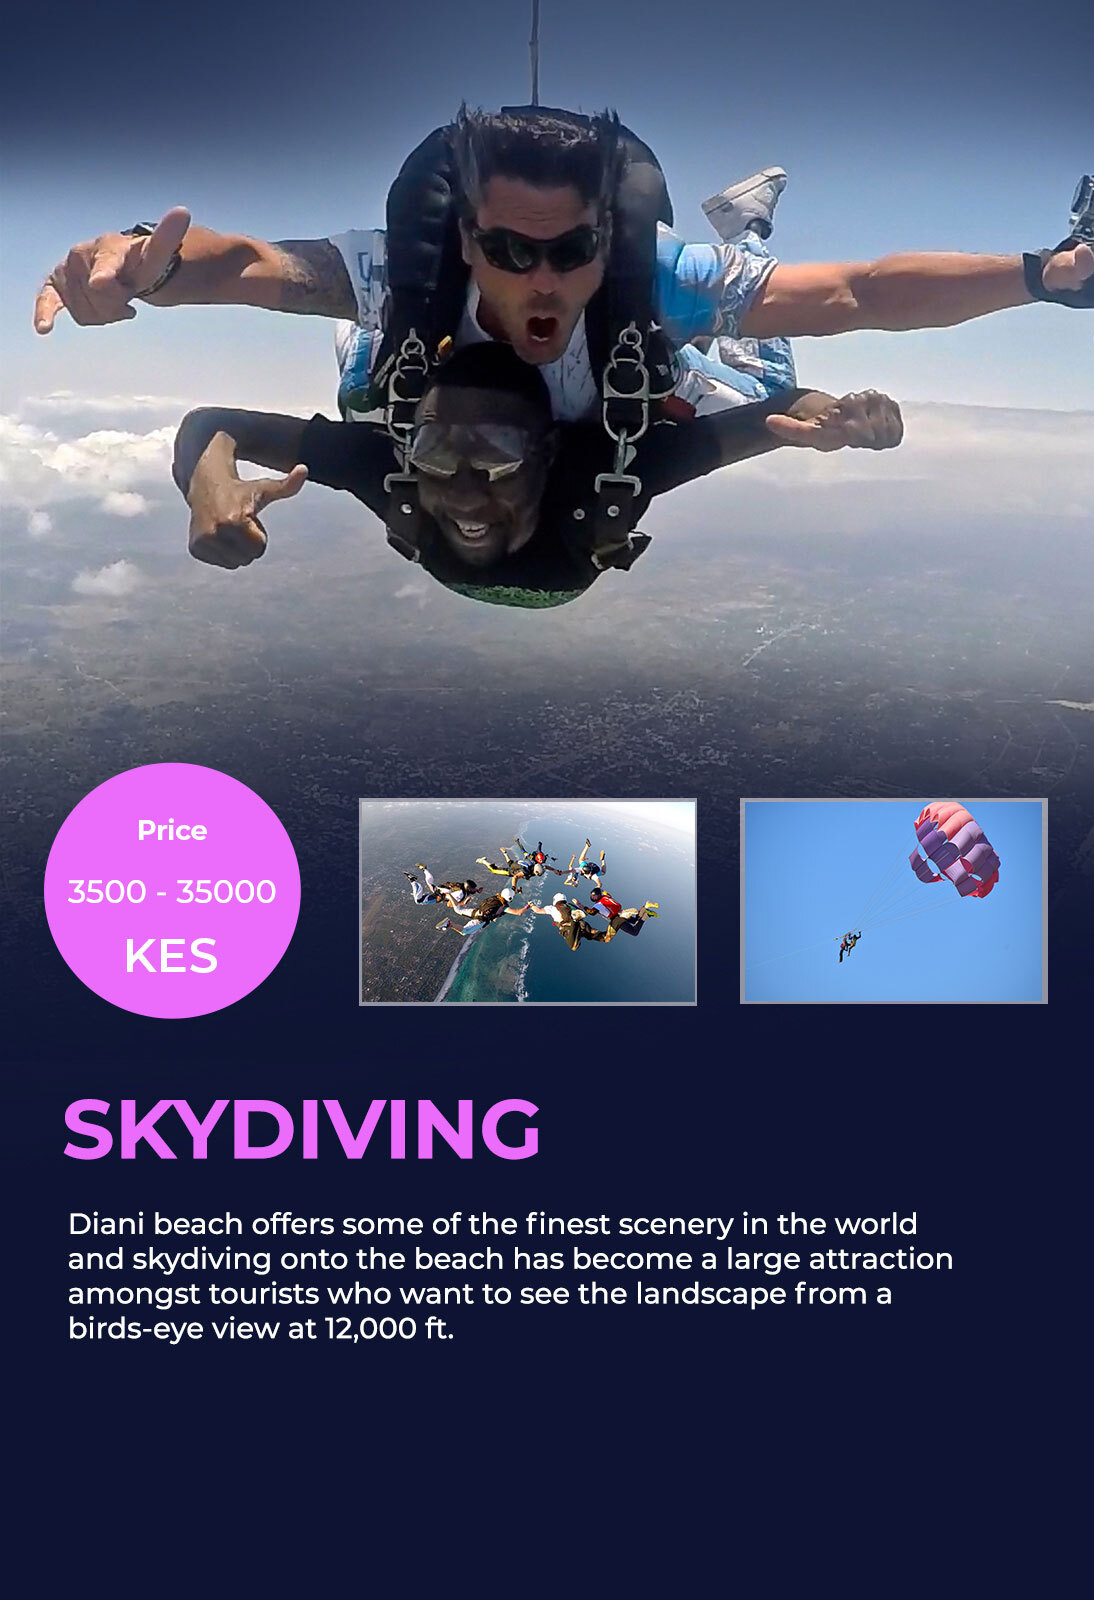 Price
3500 - 35000
KES
SKYDIVING
Diani beach offers some of the finest scenery in the world
and skydiving onto the beach has become a large attraction
amongst tourists who want to see the landscape from a
birds-eye view at 12,000 ft.